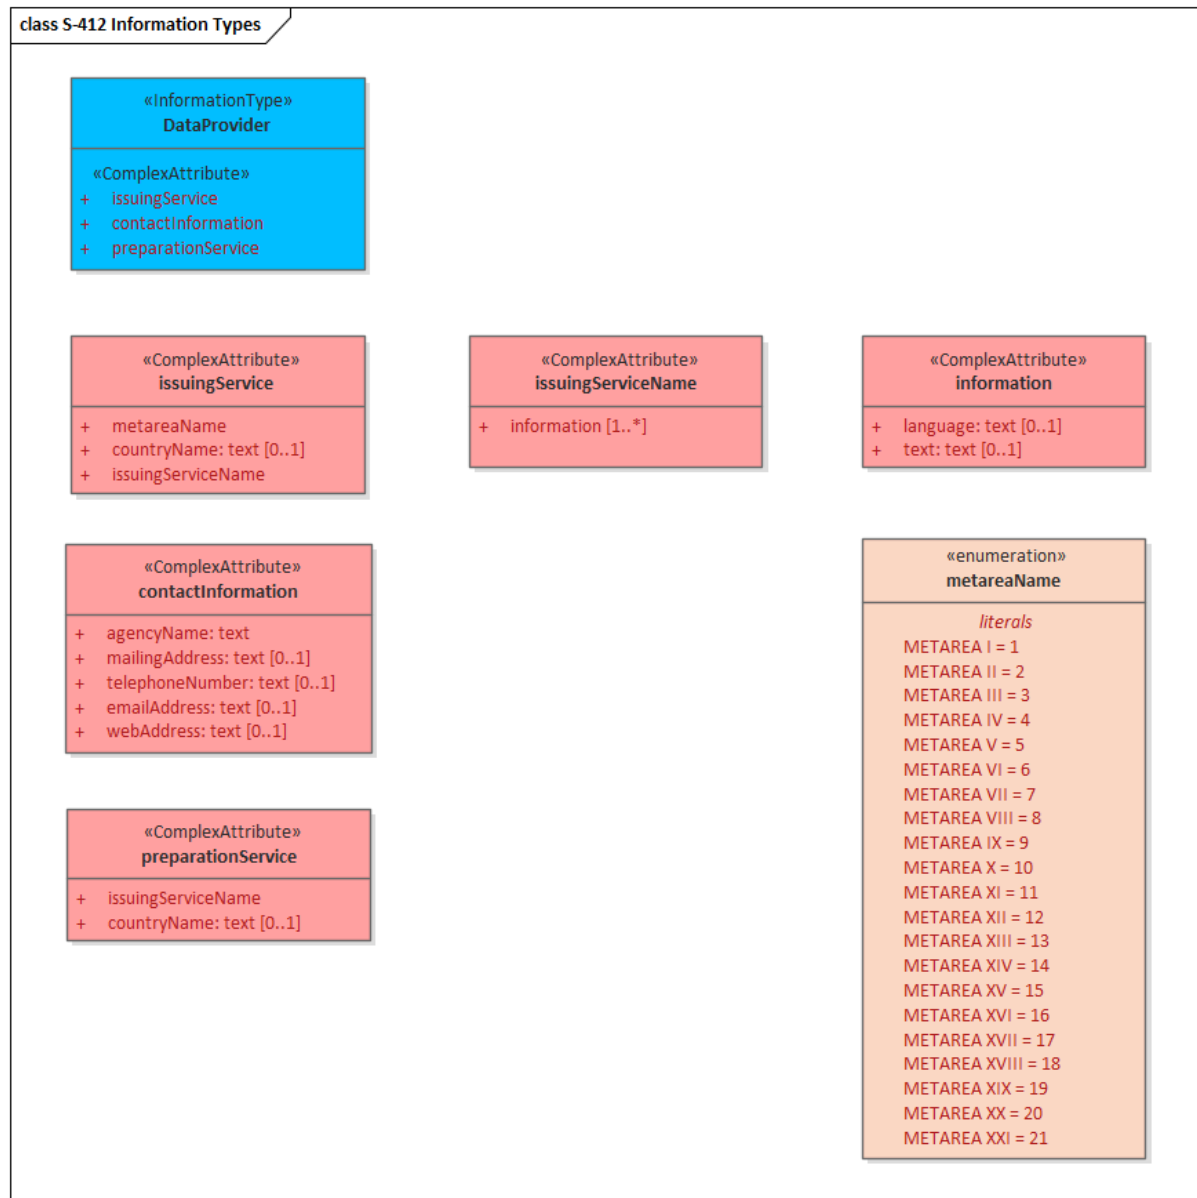 class S-412 Information Types
«InformationType»
DataProvider
«ComplexAttribute»
+ issuingService
+ contactInformation
+ preparationService
«ComplexAttribute»
issuingService
+ metareaName
+ countryName: text [0..1]
+ issuingServiceName
«ComplexAttribute»
issuingServiceName
+ information [1..*]
«ComplexAttribute»
information
+ language: text [0..1]
+ text: text [0..1]
«ComplexAttribute»
contactInformation
+ agencyName: text
+ mailingAddress: text [0..1]
+ telephoneNumber: text [0..1]
+ emailAddress: text [0..1]
+ webAddress: text [0..1]
«ComplexAttribute»
preparationService
+ issuingServiceName
+ countryName: text [0..1]
«enumeration»
metareaName
literals
METAREA I = 1
METAREA II = 2
METAREA III = 3
METAREA IV = 4
METAREA V = 5
METAREA VI = 6
METAREA VII = 7
METAREA VIII = 8
METAREA IX = 9
METAREA X = 10
METAREA XI = 11
METAREA XII = 12
METAREA XIII = 13
METAREA XIV = 14
METAREA XV = 15
METAREA XVI = 16
METAREA XVII = 17
METAREA XVIII = 18
METAREA XIX = 19
METAREA XX = 20
METAREA XXI = 21